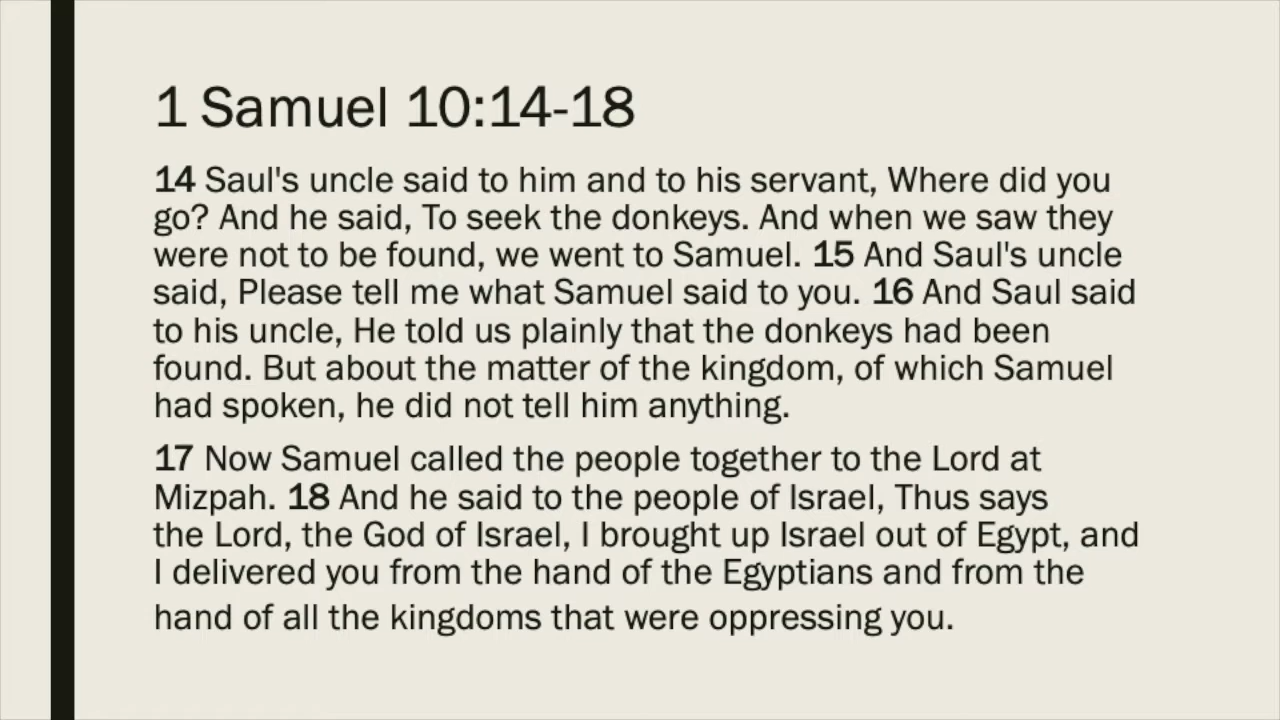 1 Samuel 10:14-18
14 Saul's uncle said to him and to his servant, Where did you
go? And he said, To seek the donkeys. And when we saw they
were not to be found, we went to Samuel. 15 And Saul's uncle
said, Please tell me what Samuel said to you. 16 And Saul said
to his uncle, He told us plainly that the donkeys had been
found. But about the matter of the kingdom, of which Samuel
had spoken, he did not tell him anything.
17 Now Samuel called the people together to the Lord at
Mizpah. 18 And he said to the people of Israel, Thus says
the Lord, the God of Israel, I brought up Israel out of Egypt, and
I delivered you from the hand of the Egyptians and from the
hand of all the kingdoms that were oppressing you.